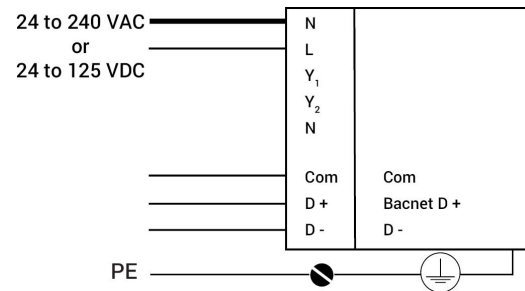 24 to 240 VAC
or
24 to 125 VDC
N
L
Y1
Y2
N
Com
D +
D -
Com
Bacnet D +
D -
PE